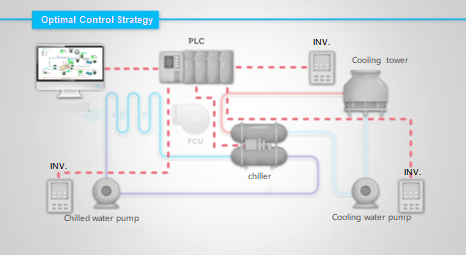 Optimal Control Strategy
PLC
INV.
Cooling tower
FCU
chiller
INV.
INV.
Chilled water pump
Cooling water pump